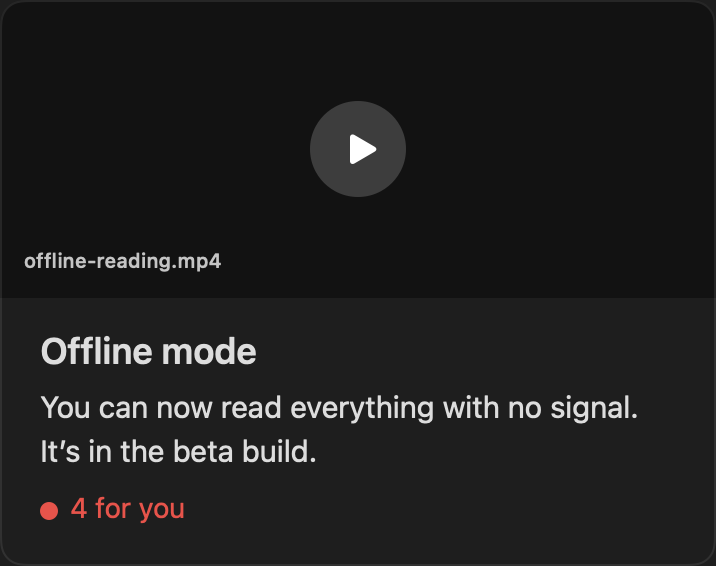 offline-reading.mp4
Offline mode
You can now read everything with no signal.
It’s in the beta build.
4 for you